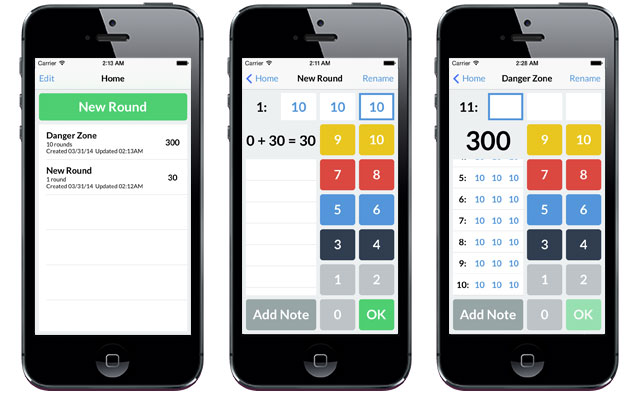 Carrier 2:13 AM
Edit Home
New Round
Danger Zone
10 rounds
Created 03/31/14 Updated 02:13AM
300
New Round
1 round
Created 03/31/14 Updated 02:13AM
30
Carrier 2:11 AM
Home New Round Rename
1: 10 10 10
0 + 30 = 30
9 10
7 8
5 6
3 4
1 2
Add Note 0 OK
Carrier 2:28 AM
Home Danger Zone Rename
11:
300
9 10
5: 10 10 10
7 8
6: 10 10 10
7: 10 10 10
5 6
8: 10 10 10
3 4
9: 10 10 10
10: 10 10 10
1 2
Add Note 0 OK